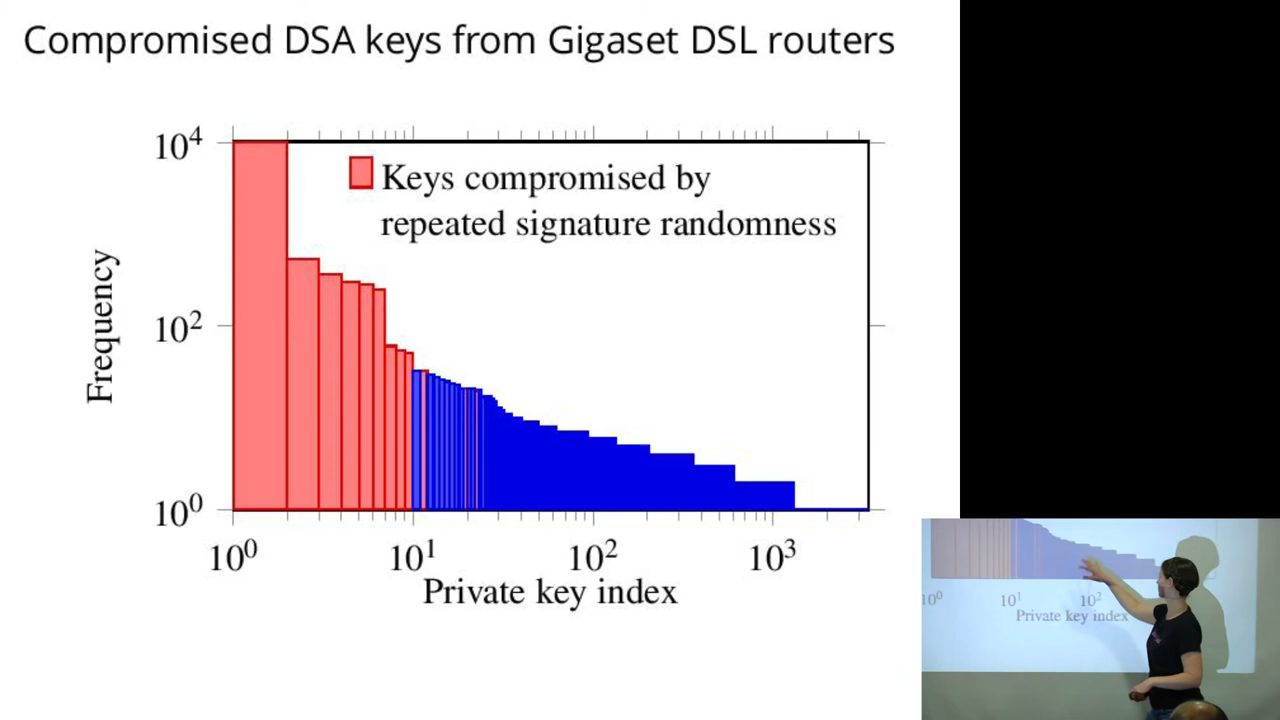 Compromised DSA keys from Gigaset DSL routers
10⁴
Keys compromised by
repeated signature randomness
Frequency
10²
10⁰
10⁰ 10¹ 10² 10³
Private key index
10⁰ 10¹ 10²
Private key index